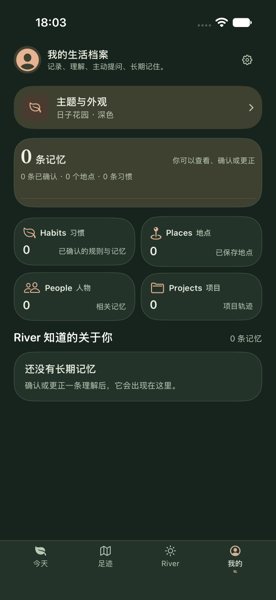 18:03
我的生活档案
记录、理解、主动提问、长期记住。
主题与外观
日子花园 · 深色
0 条记忆
你可以查看、确认或更正
0 条已确认 · 0 个地点 · 0 条习惯
Habits 习惯
0 已确认的规则与记忆
Places 地点
0 已保存地点
People 人物
0 相关记忆
Projects 项目
0 项目轨迹
River 知道的关于你
0 条记忆
还没有长期记忆
确认或更正一条理解后，它会出现在这里。
今天
足迹
River
我的